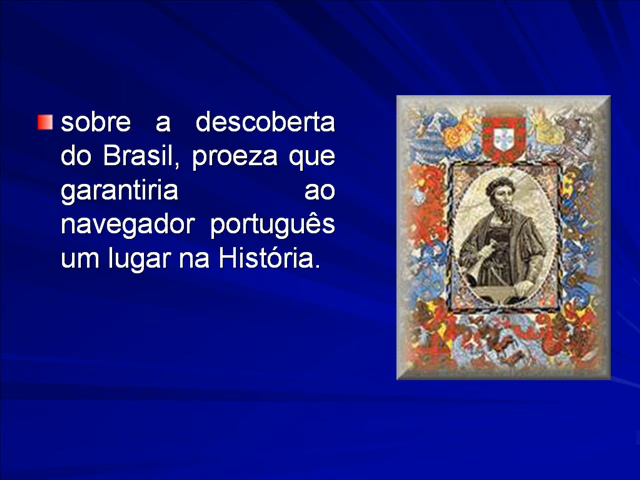 sobre a descoberta
do Brasil, proeza que
garantiria ao
navegador português
um lugar na História.